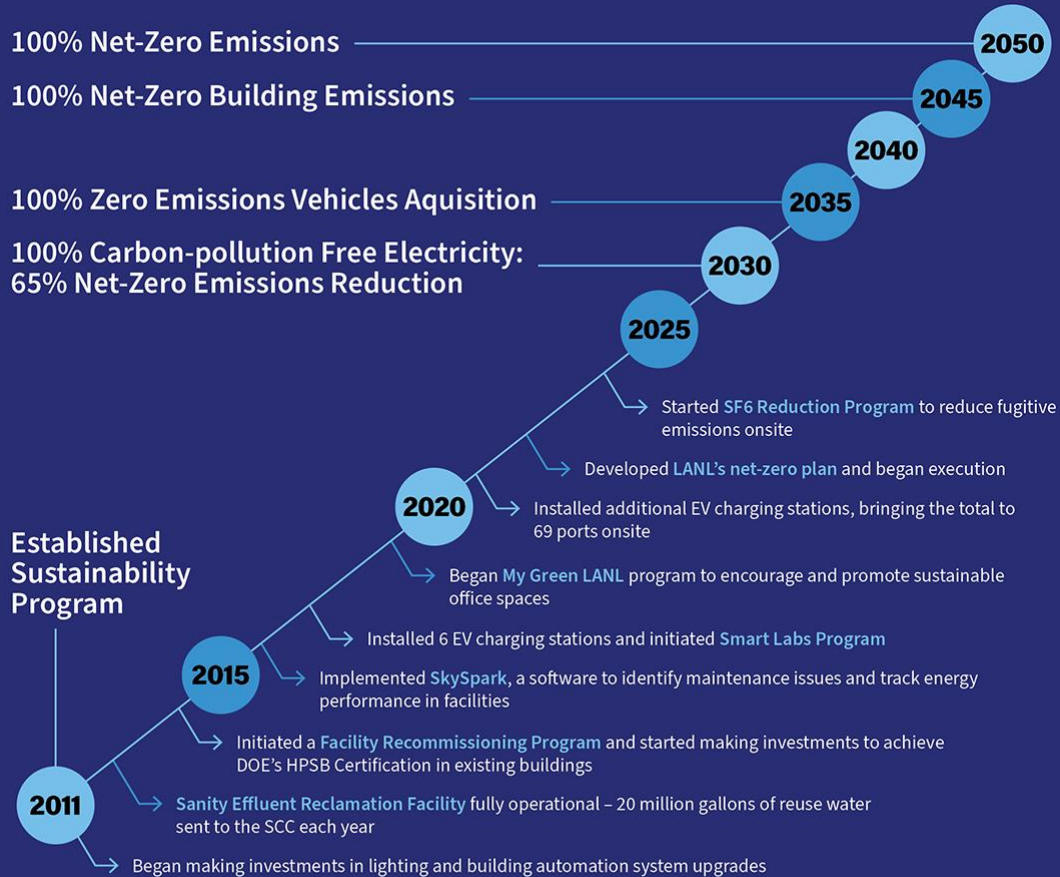 100% Net-Zero Emissions
2050
100% Net-Zero Building Emissions
2045
2040
100% Zero Emissions Vehicles Aquisition
2035
100% Carbon-pollution Free Electricity:
65% Net-Zero Emissions Reduction
2030
2025
Started SF6 Reduction Program to reduce fugitive
emissions onsite
Developed LANL's net-zero plan and began execution
2020
Installed additional EV charging stations, bringing the total to
69 ports onsite
Established
Sustainability
Program
Began My Green LANL program to encourage and promote sustainable
office spaces
Installed 6 EV charging stations and initiated Smart Labs Program
2015
Implemented SkySpark, a software to identify maintenance issues and track energy
performance in facilities
Initiated a Facility Recommissioning Program and started making investments to achieve
DOE's HPSB Certification in existing buildings
2011
Sanity Effluent Reclamation Facility fully operational – 20 million gallons of reuse water
sent to the SCC each year
Began making investments in lighting and building automation system upgrades